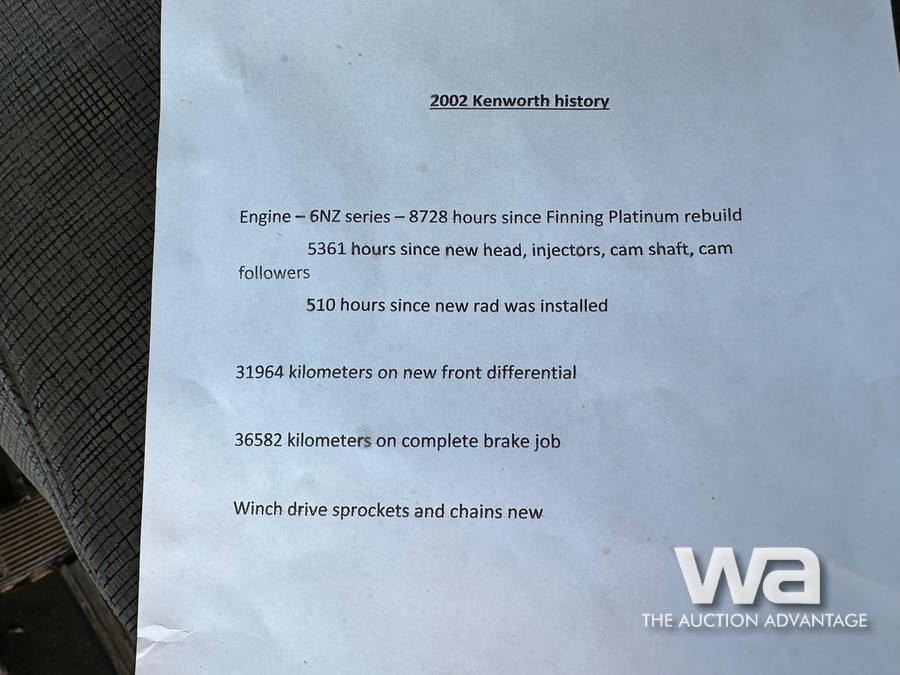 2002 Kenworth history
Engine – 6NZ series – 8728 hours since Finning Platinum rebuild
5361 hours since new head, injectors, cam shaft, cam
followers
510 hours since new rad was installed
31964 kilometers on new front differential
36582 kilometers on complete brake job
Winch drive sprockets and chains new
wa
THE AUCTION ADVANTAGE